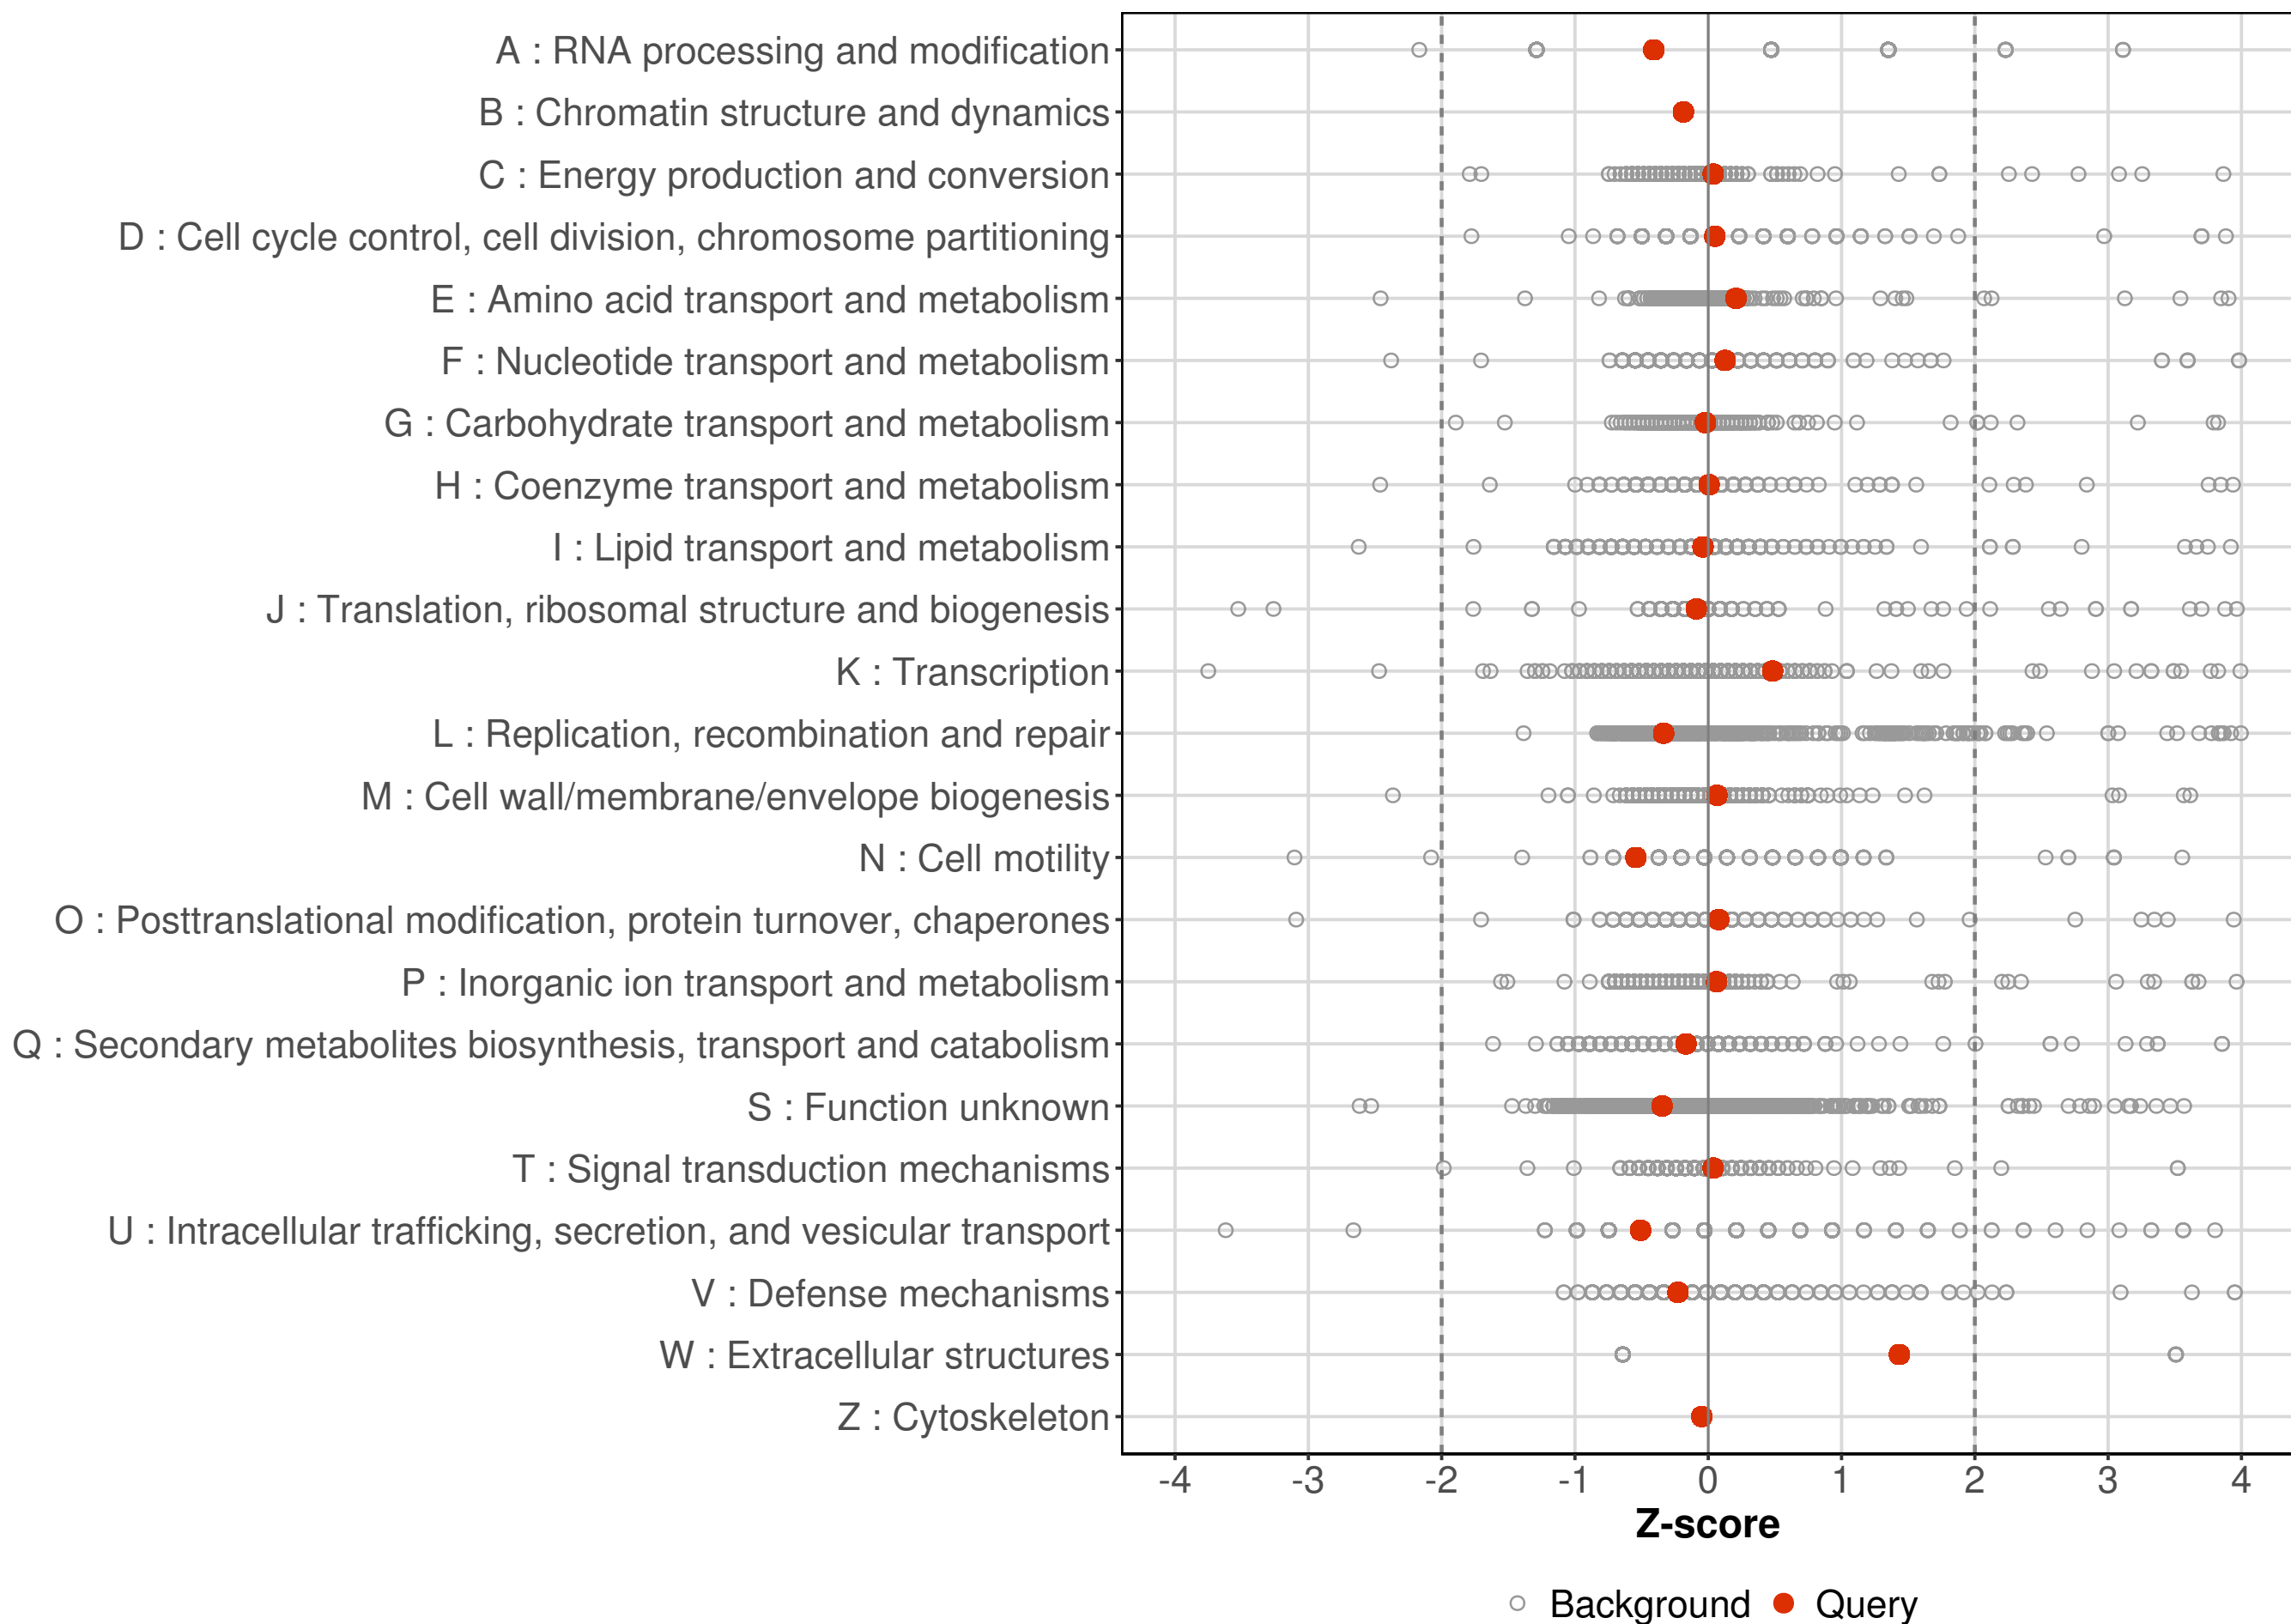 A : RNA processing and modification
B : Chromatin structure and dynamics
C : Energy production and conversion
D : Cell cycle control, cell division, chromosome partitioning
E : Amino acid transport and metabolism
F : Nucleotide transport and metabolism
G : Carbohydrate transport and metabolism
H : Coenzyme transport and metabolism
I : Lipid transport and metabolism
J : Translation, ribosomal structure and biogenesis
K : Transcription
L : Replication, recombination and repair
M : Cell wall/membrane/envelope biogenesis
N : Cell motility
O : Posttranslational modification, protein turnover, chaperones
P : Inorganic ion transport and metabolism
Q : Secondary metabolites biosynthesis, transport and catabolism
S : Function unknown
T : Signal transduction mechanisms
U : Intracellular trafficking, secretion, and vesicular transport
V : Defense mechanisms
W : Extracellular structures
Z : Cytoskeleton
-4 -3 -2 -1 0 1 2 3 4
Z-score
Background Query